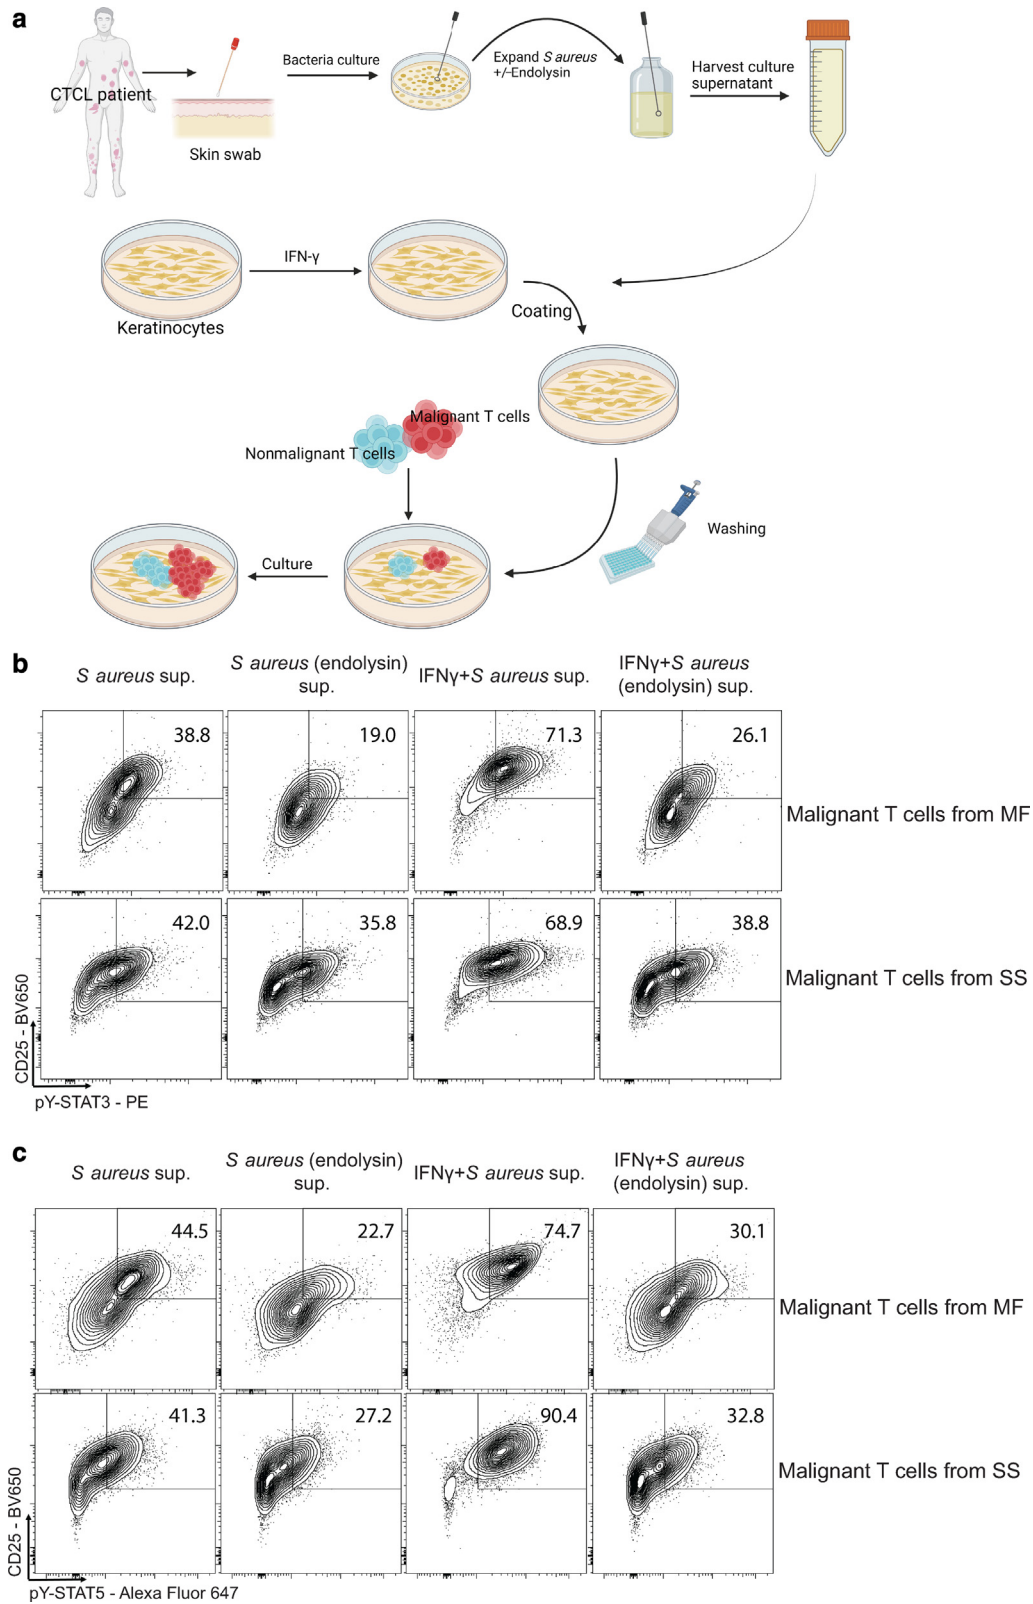 a
CTCL patient
Skin swab
Bacteria culture
Expand S aureus
+/-Endolysin
Harvest culture
supernatant
Keratinocytes
IFN-γ
Coating
Malignant T cells
Nonmalignant T cells
Washing
Culture
b
S aureus sup.
S aureus (endolysin)
sup.
IFNγ+S aureus sup.
IFNγ+S aureus
(endolysin) sup.
38.8
19.0
71.3
26.1
Malignant T cells from MF
42.0
35.8
68.9
38.8
Malignant T cells from SS
CD25 - BV650
pY-STAT3 - PE
c
S aureus sup.
S aureus (endolysin)
sup.
IFNγ+S aureus sup.
IFNγ+S aureus
(endolysin) sup.
44.5
22.7
74.7
30.1
Malignant T cells from MF
41.3
27.2
90.4
32.8
Malignant T cells from SS
CD25 - BV650
pY-STAT5 - Alexa Fluor 647